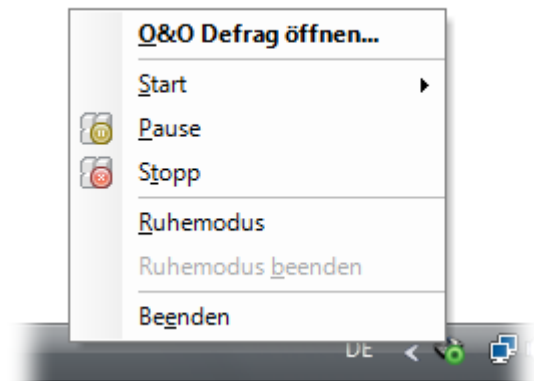 O&O Defrag öffnen...
Start
Pause
Stopp
Ruhemodus
Ruhemodus beenden
Beenden
DE